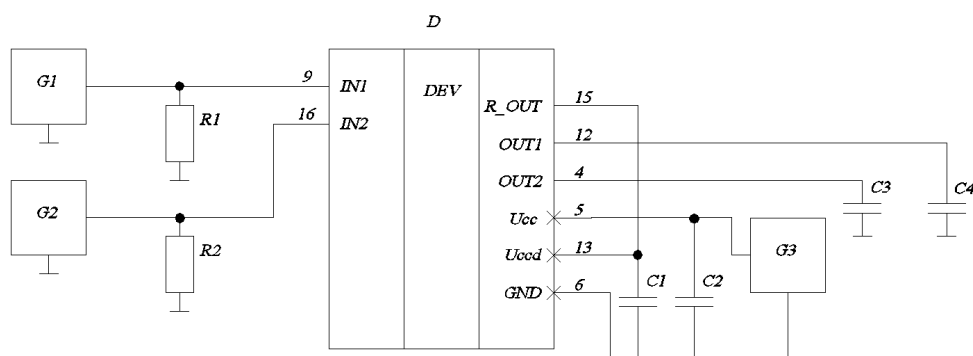 D
G1
9
IN1
DEV
R1
16
IN2
R_OUT
15
OUT1
12
OUT2
4
C3
C4
G2
Ucc
5
R2
Uccd
13
G3
GND
6
C1
C2